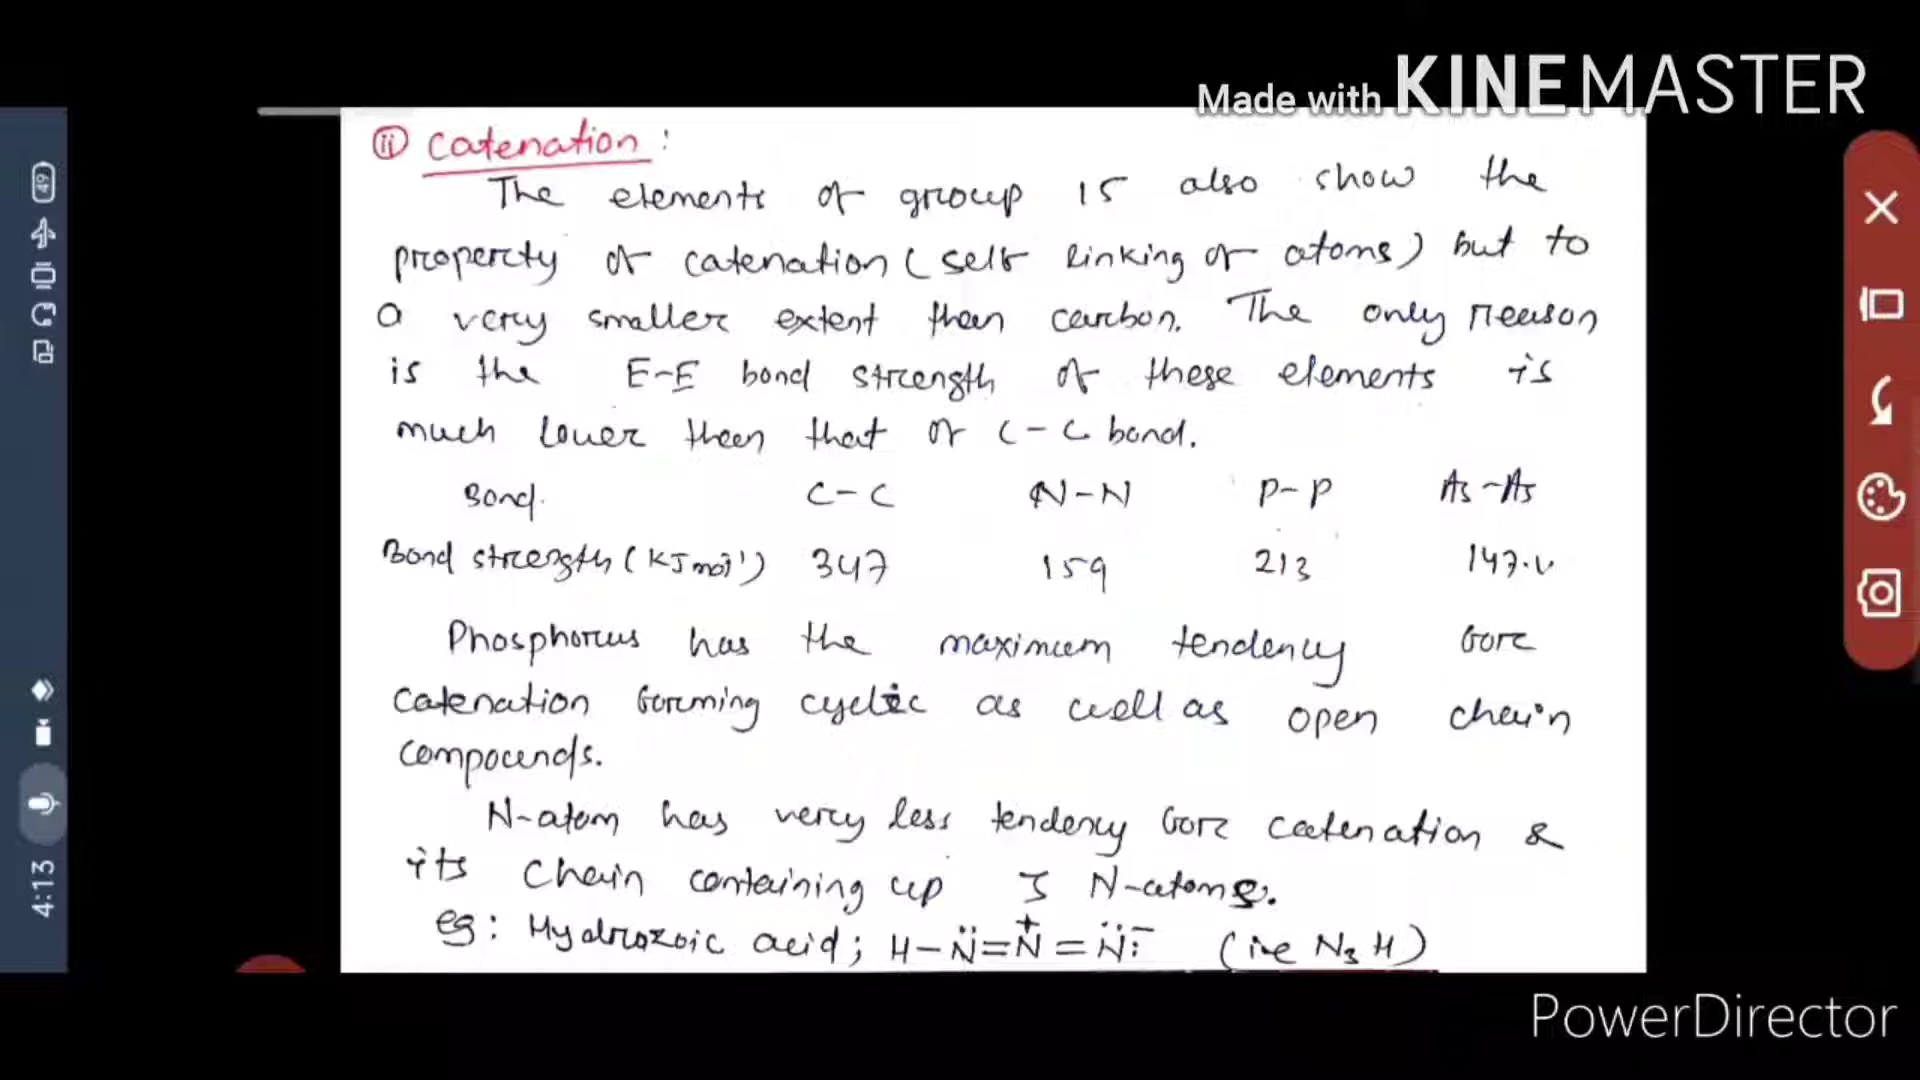 Made with KINEMASTER
ii catenation :
The elements of group 15 also show the
property of catenation (self linking of atoms) but to
a very smaller extent than carbon. The only reason
is the E-E bond strength of these elements is
much lower than that of C-C bond.
Bond. C-C N-N P-P As-As
Bond strength (KJmol⁻¹) 347 159 213 147.
Phosphorus has the maximum tendency for
catenation forming cyclic as well as open chain
compounds.
N-atom has very less tendency for catenation &
its chain containing up 3 N-atoms.
eg: Hydrozoic acid; H-N̈=N⁺=N̈:⁻ (i.e N₃H)
49
4:13
PowerDirector